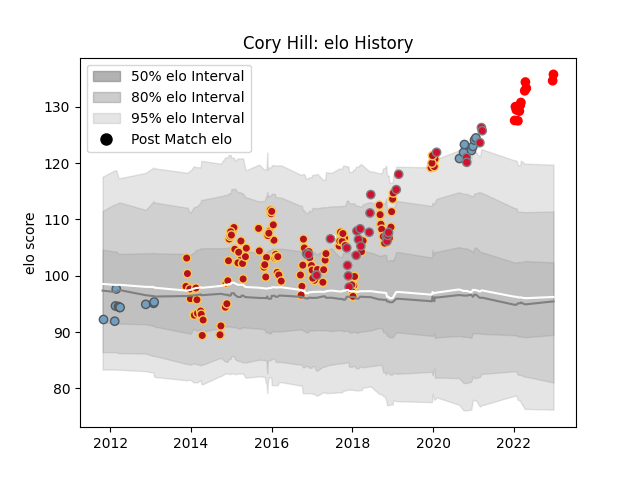 Cory Hill: elo History
50% elo Interval
80% elo Interval
95% elo Interval
Post Match elo
elo score
130
120
110
100
90
80
2012 2014 2016 2018 2020 2022